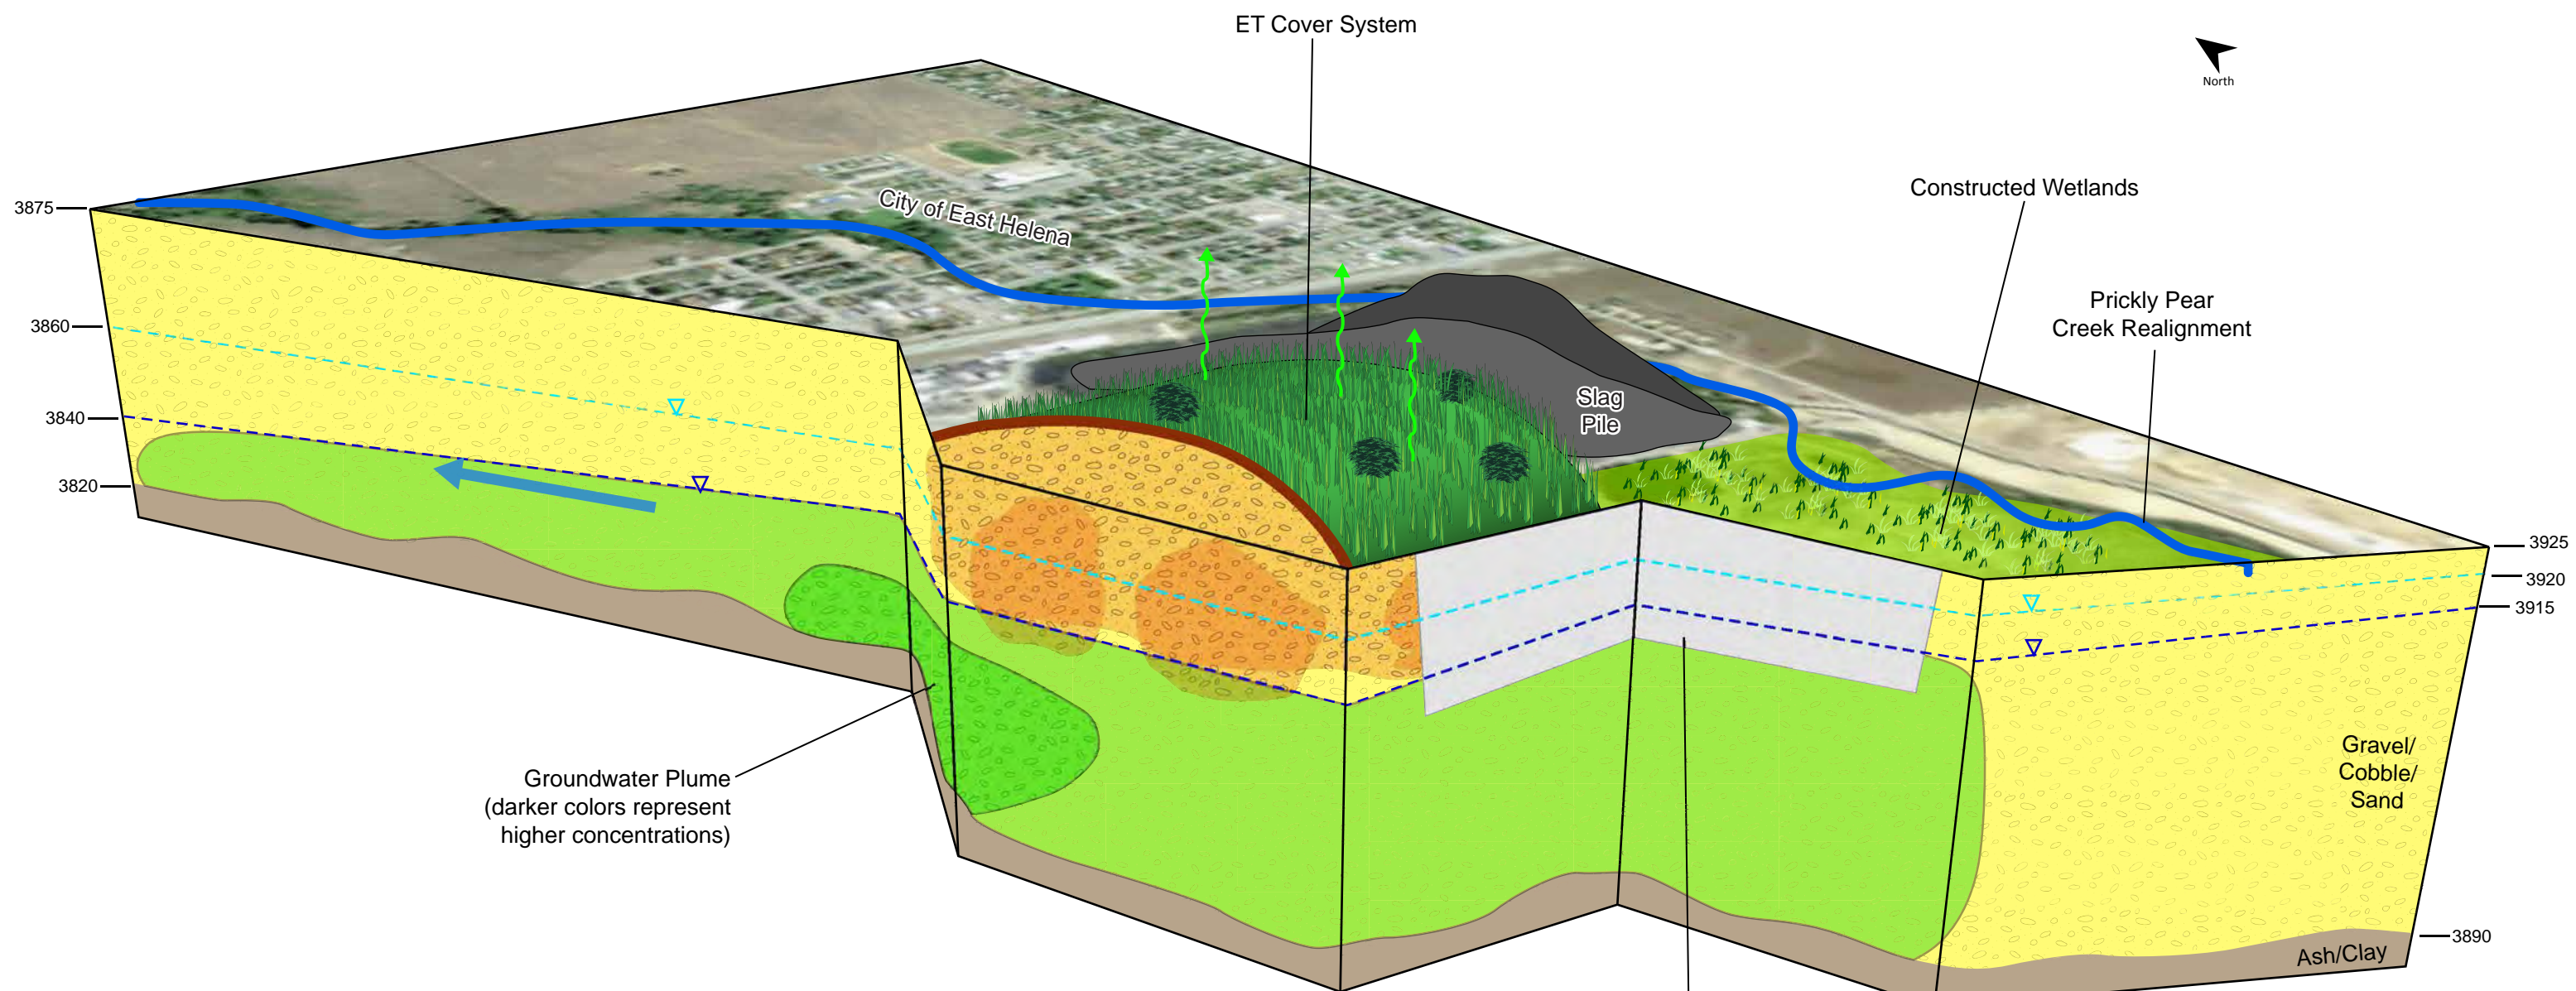 ET Cover System
North
Constructed Wetlands
3875
City of East Helena
Prickly Pear
Creek Realignment
3860
Slag
Pile
3840
3820
3925
3920
3915
Gravel/
Cobble/
Sand
Groundwater Plume
(darker colors represent
higher concentrations)
3890
Ash/Clay